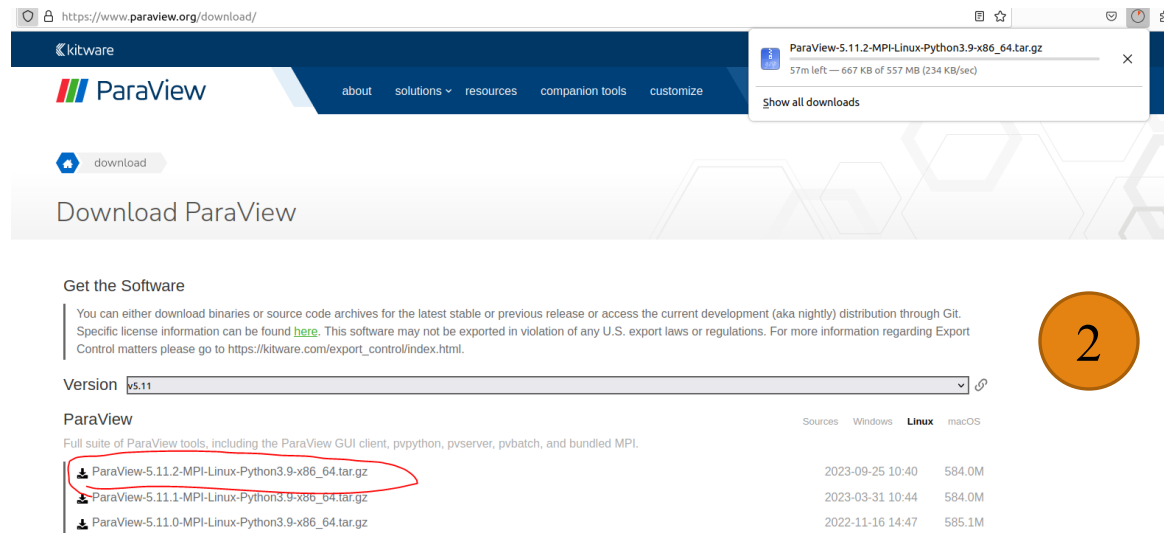 https://www.paraview.org/download/
ParaView-5.11.2-MPI-Linux-Python3.9-x86_64.tar.gz
57m left — 667 KB of 557 MB (234 KB/sec)
Show all downloads
kitware
ParaView
about solutions resources companion tools customize
download
Download ParaView
Get the Software
You can either download binaries or source code archives for the latest stable or previous release or access the current development (aka nightly) distribution through Git.
Specific license information can be found here. This software may not be exported in violation of any U.S. export laws or regulations. For more information regarding Export
Control matters please go to https://kitware.com/export_control/index.html.
2
Version v5.11
ParaView Sources Windows Linux macOS
Full suite of ParaView tools, including the ParaView GUI client, pvpython, pvserver, pvbatch, and bundled MPI.
ParaView-5.11.2-MPI-Linux-Python3.9-x86_64.tar.gz 2023-09-25 10:40 584.0M
ParaView-5.11.1-MPI-Linux-Python3.9-x86_64.tar.gz 2023-03-31 10:44 584.0M
ParaView-5.11.0-MPI-Linux-Python3.9-x86_64.tar.gz 2022-11-16 14:47 585.1M